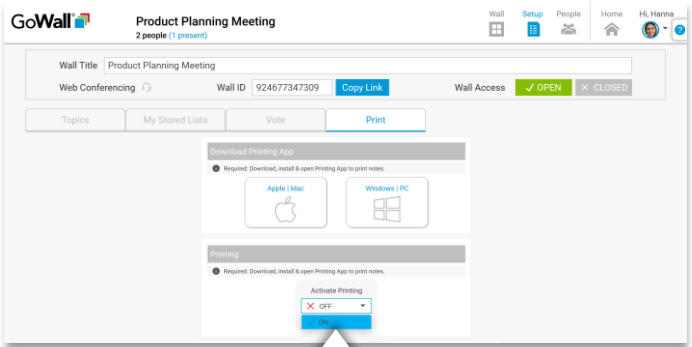 GoWall
Product Planning Meeting
2 people (1 present)
Wall
Setup
People
Home
Hi, Hanna
?
Wall Title Product Planning Meeting
Web Conferencing
Wall ID 924677347309 Copy Link
Wall Access ✓ OPEN × CLOSED
Topics
My Stored Lists
Vote
Print
Download Printing App
Required: Download, install & open Printing App to print notes.
Apple | Mac
Windows | PC
Printing
Required: Download, install & open Printing App to print notes.
Activate Printing
× OFF
✓ ON